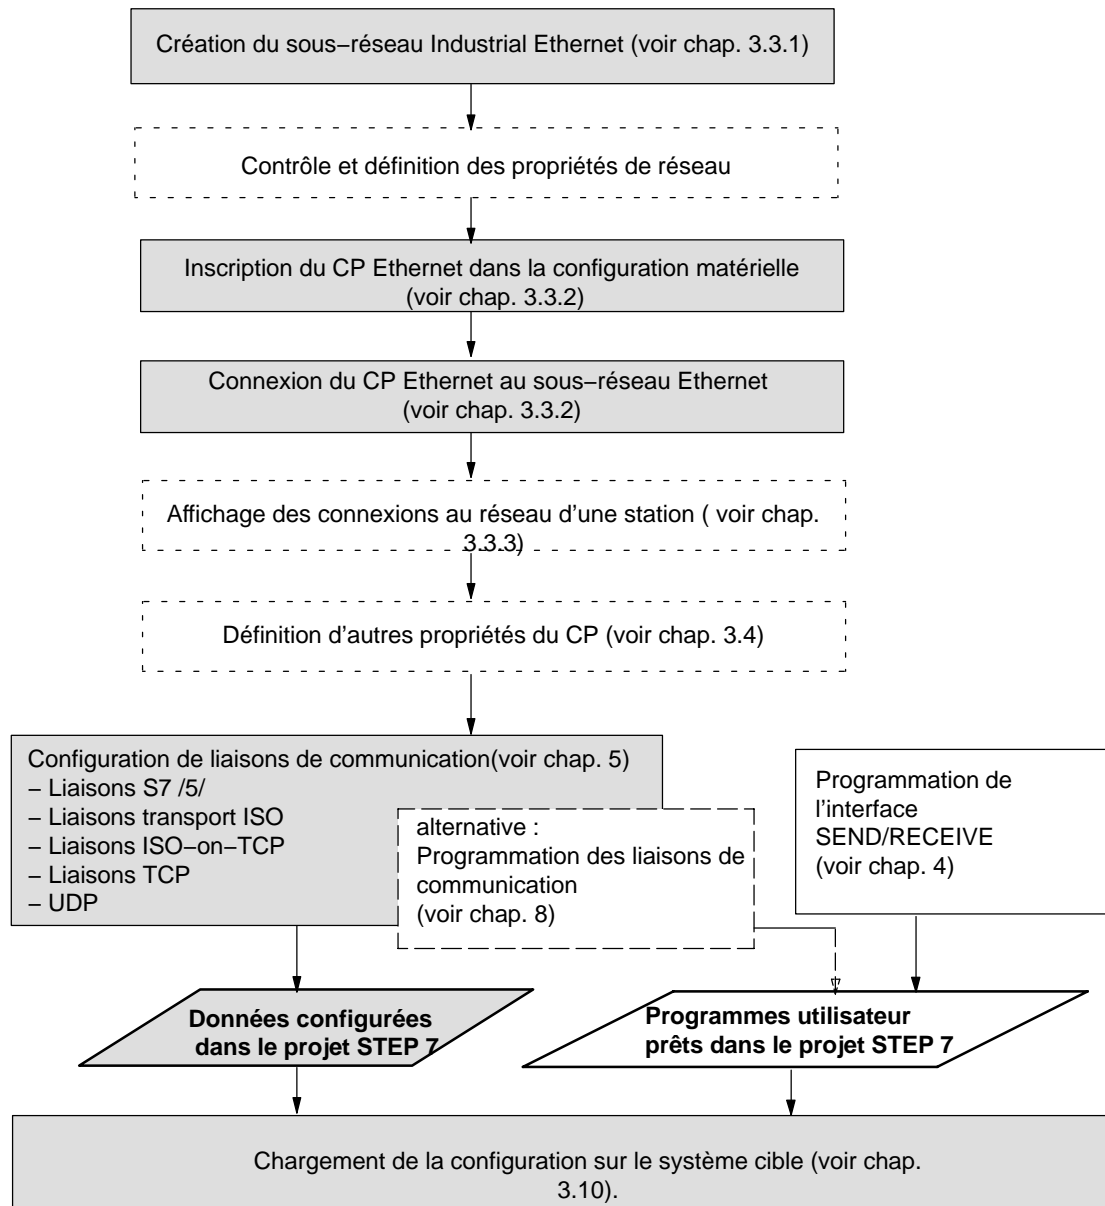 Création du sous−réseau Industrial Ethernet (voir chap. 3.3.1)
Contrôle et définition des propriétés de réseau
Inscription du CP Ethernet dans la configuration matérielle
(voir chap. 3.3.2)
Connexion du CP Ethernet au sous−réseau Ethernet
(voir chap. 3.3.2)
Affichage des connexions au réseau d’une station ( voir chap.
3.3.3)
Définition d’autres propriétés du CP (voir chap. 3.4)
Configuration de liaisons de communication(voir chap. 5)
− Liaisons S7 /5/
− Liaisons transport ISO
− Liaisons ISO−on−TCP
− Liaisons TCP
− UDP
alternative :
Programmation des liaisons de
communication
(voir chap. 8)
Programmation de
l’interface
SEND/RECEIVE
(voir chap. 4)
Données configurées
dans le projet STEP 7
Programmes utilisateur
prêts dans le projet STEP 7
Chargement de la configuration sur le système cible (voir chap.
3.10).